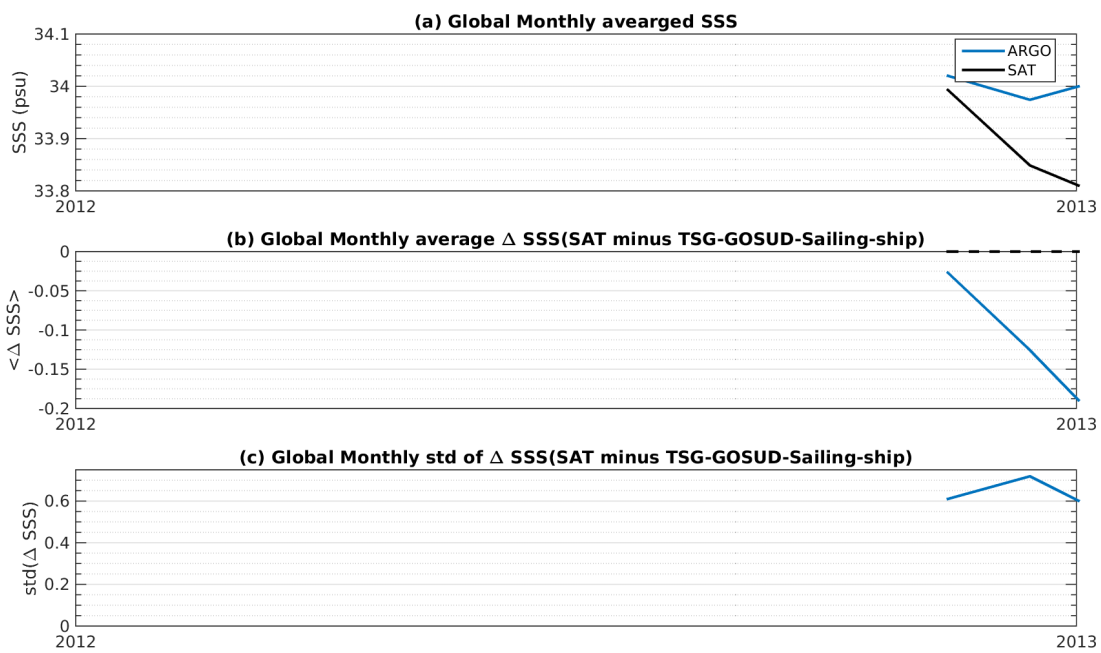 (a) Global Monthly avearged SSS
34.1
34
33.9
33.8
SSS (psu)
ARGO
SAT
2012
2013
(b) Global Monthly average Δ SSS(SAT minus TSG-GOSUD-Sailing-ship)
0
-0.05
-0.1
-0.15
-0.2
<Δ SSS>
2012
2013
(c) Global Monthly std of Δ SSS(SAT minus TSG-GOSUD-Sailing-ship)
0.6
0.4
0.2
0
std(Δ SSS)
2012
2013